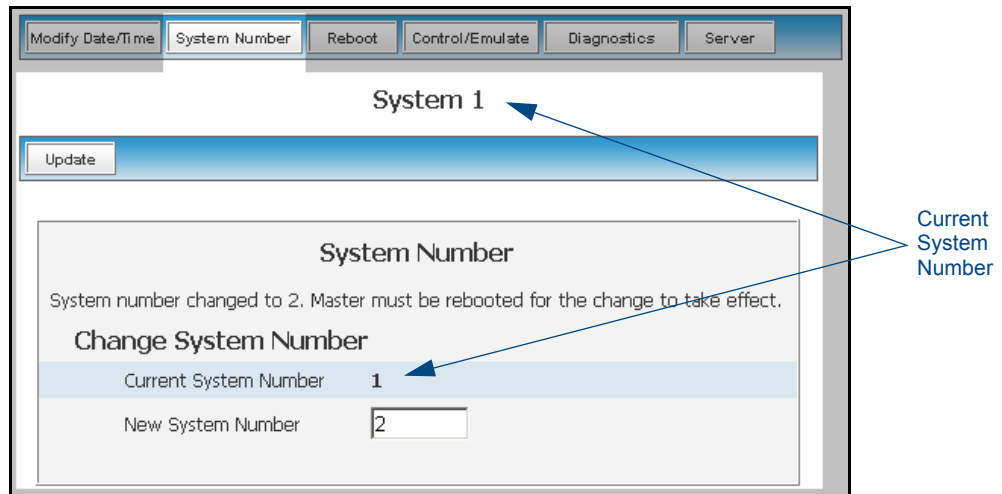 Modify Date/Time System Number Reboot Control/Emulate Diagnostics Server
System 1
Update
Current
System
Number
System Number
System number changed to 2. Master must be rebooted for the change to take effect.
Change System Number
Current System Number 1
New System Number 2